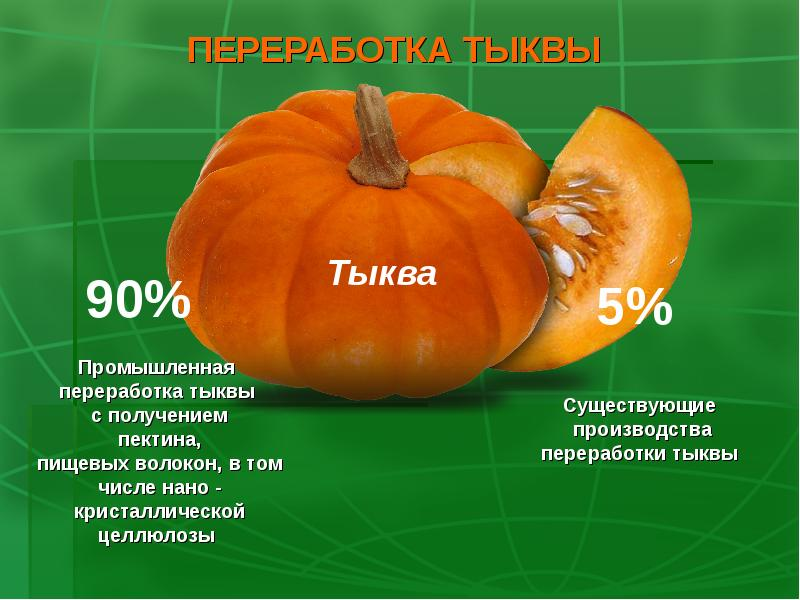 ПЕРЕРАБОТКА ТЫКВЫ
Тыква
90%
Промышленная
переработка тыквы
с получением
пектина,
пищевых волокон, в том
числе нано -
кристаллической
целлюлозы
5%
Существующие
производства
переработки тыквы